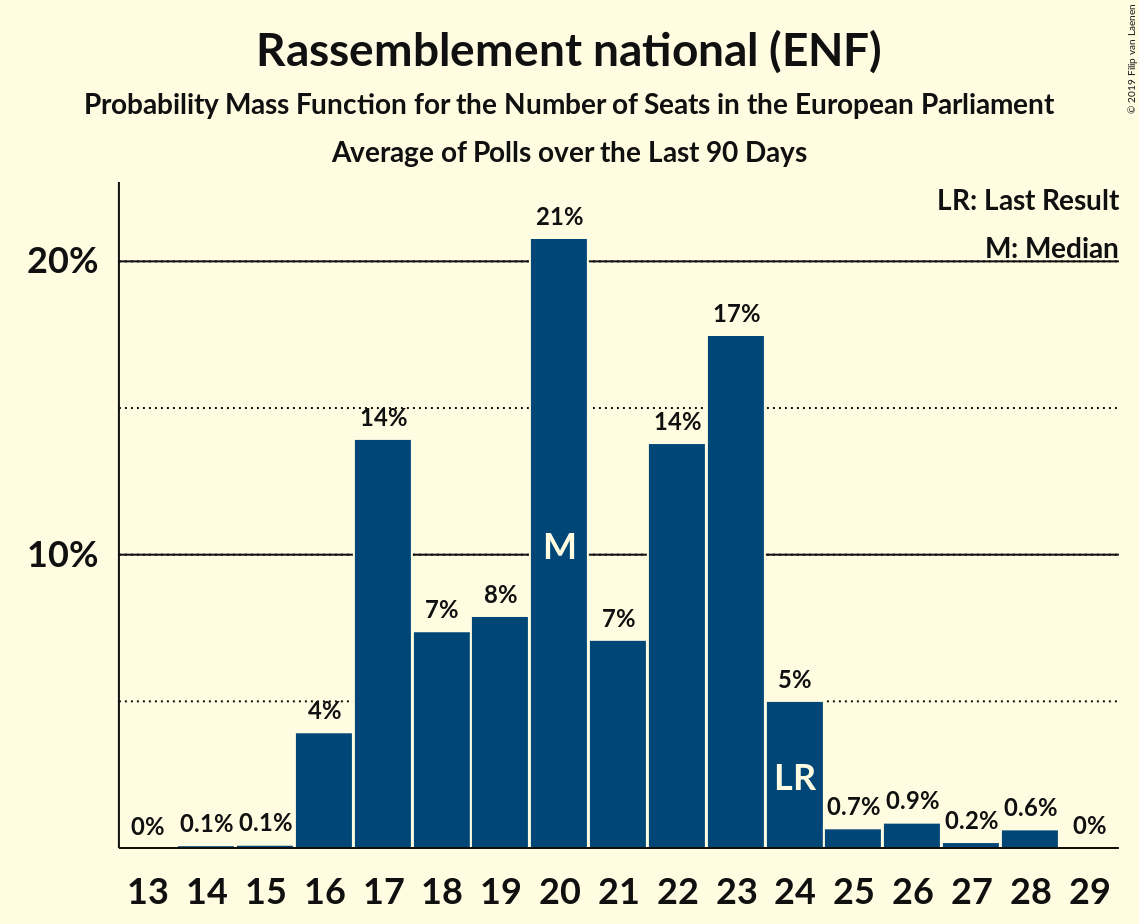 Rassemblement national (ENF)
Probability Mass Function for the Number of Seats in the European Parliament
Average of Polls over the Last 90 Days
© 2019 Filip van Laenen
LR: Last Result
M: Median
20%
10%
0%
0.1%
0.1%
4%
14%
7%
8%
21%
7%
14%
17%
5%
0.7%
0.9%
0.2%
0.6%
0%
M
LR
13 14 15 16 17 18 19 20 21 22 23 24 25 26 27 28 29